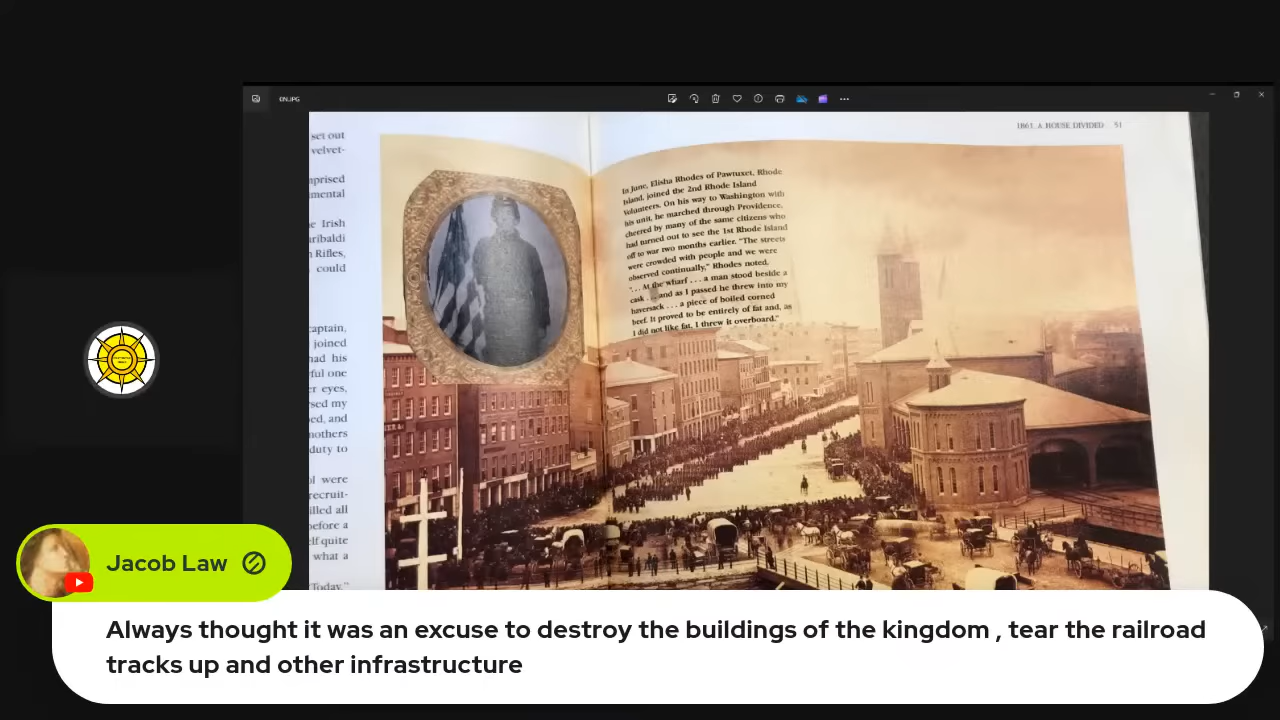 0N.JPG
1861 A HOUSE DIVIDED 51
set out
velvet-
In June, Elisha Rhodes of Pawtuxet, Rhode
Island, joined the 2nd Rhode Island
Volunteers. On his way to Washington with
his unit, he marched through Providence,
cheered by many of the same citizens who
had turned out to see the 1st Rhode Island
off to war two months earlier. "The streets
were crowded with people and we were
observed continually," Rhodes noted.
". . . At the wharf . . . a man stood beside a
cask . . . and as I passed he threw into my
haversack . . . a piece of boiled corned
beef. It proved to be entirely of fat and, as
I did not like fat, I threw it overboard."
e Irish
Rifles,
could
captain,
joined
had his
ful one
r eyes,
rsed my
ed, and
mothers
duty to
ol were
recruit-
illed all
before a
elf quite
what a
"Today,"
Jacob Law
Always thought it was an excuse to destroy the buildings of the kingdom , tear the railroad
tracks up and other infrastructure